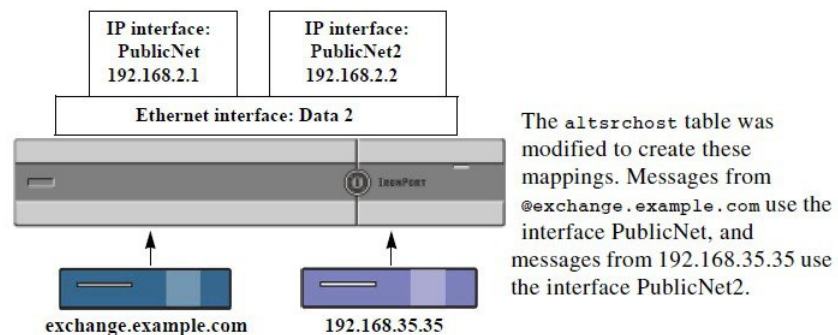 IP interface:
PublicNet
192.168.2.1
IP interface:
PublicNet2
192.168.2.2
Ethernet interface: Data 2
IRONPORT
exchange.example.com
192.168.35.35
The altsrchost table was
modified to create these
mappings. Messages from
@exchange.example.com use the
interface PublicNet, and
messages from 192.168.35.35 use
the interface PublicNet2.